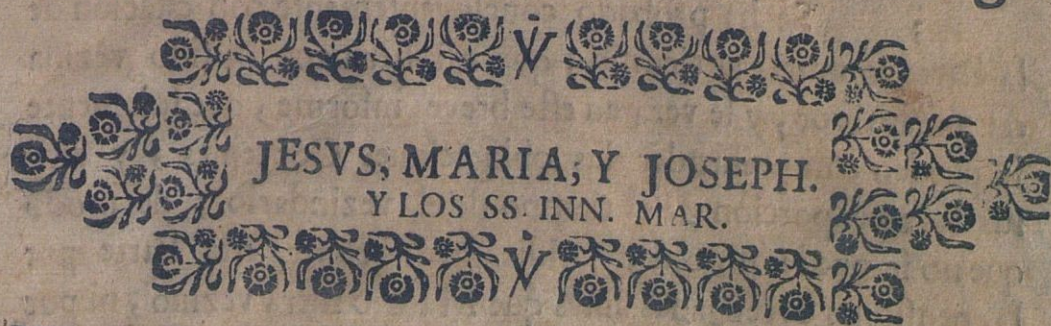 JESVS, MARIA, Y JOSEPH.
Y LOS SS. INN. MAR.